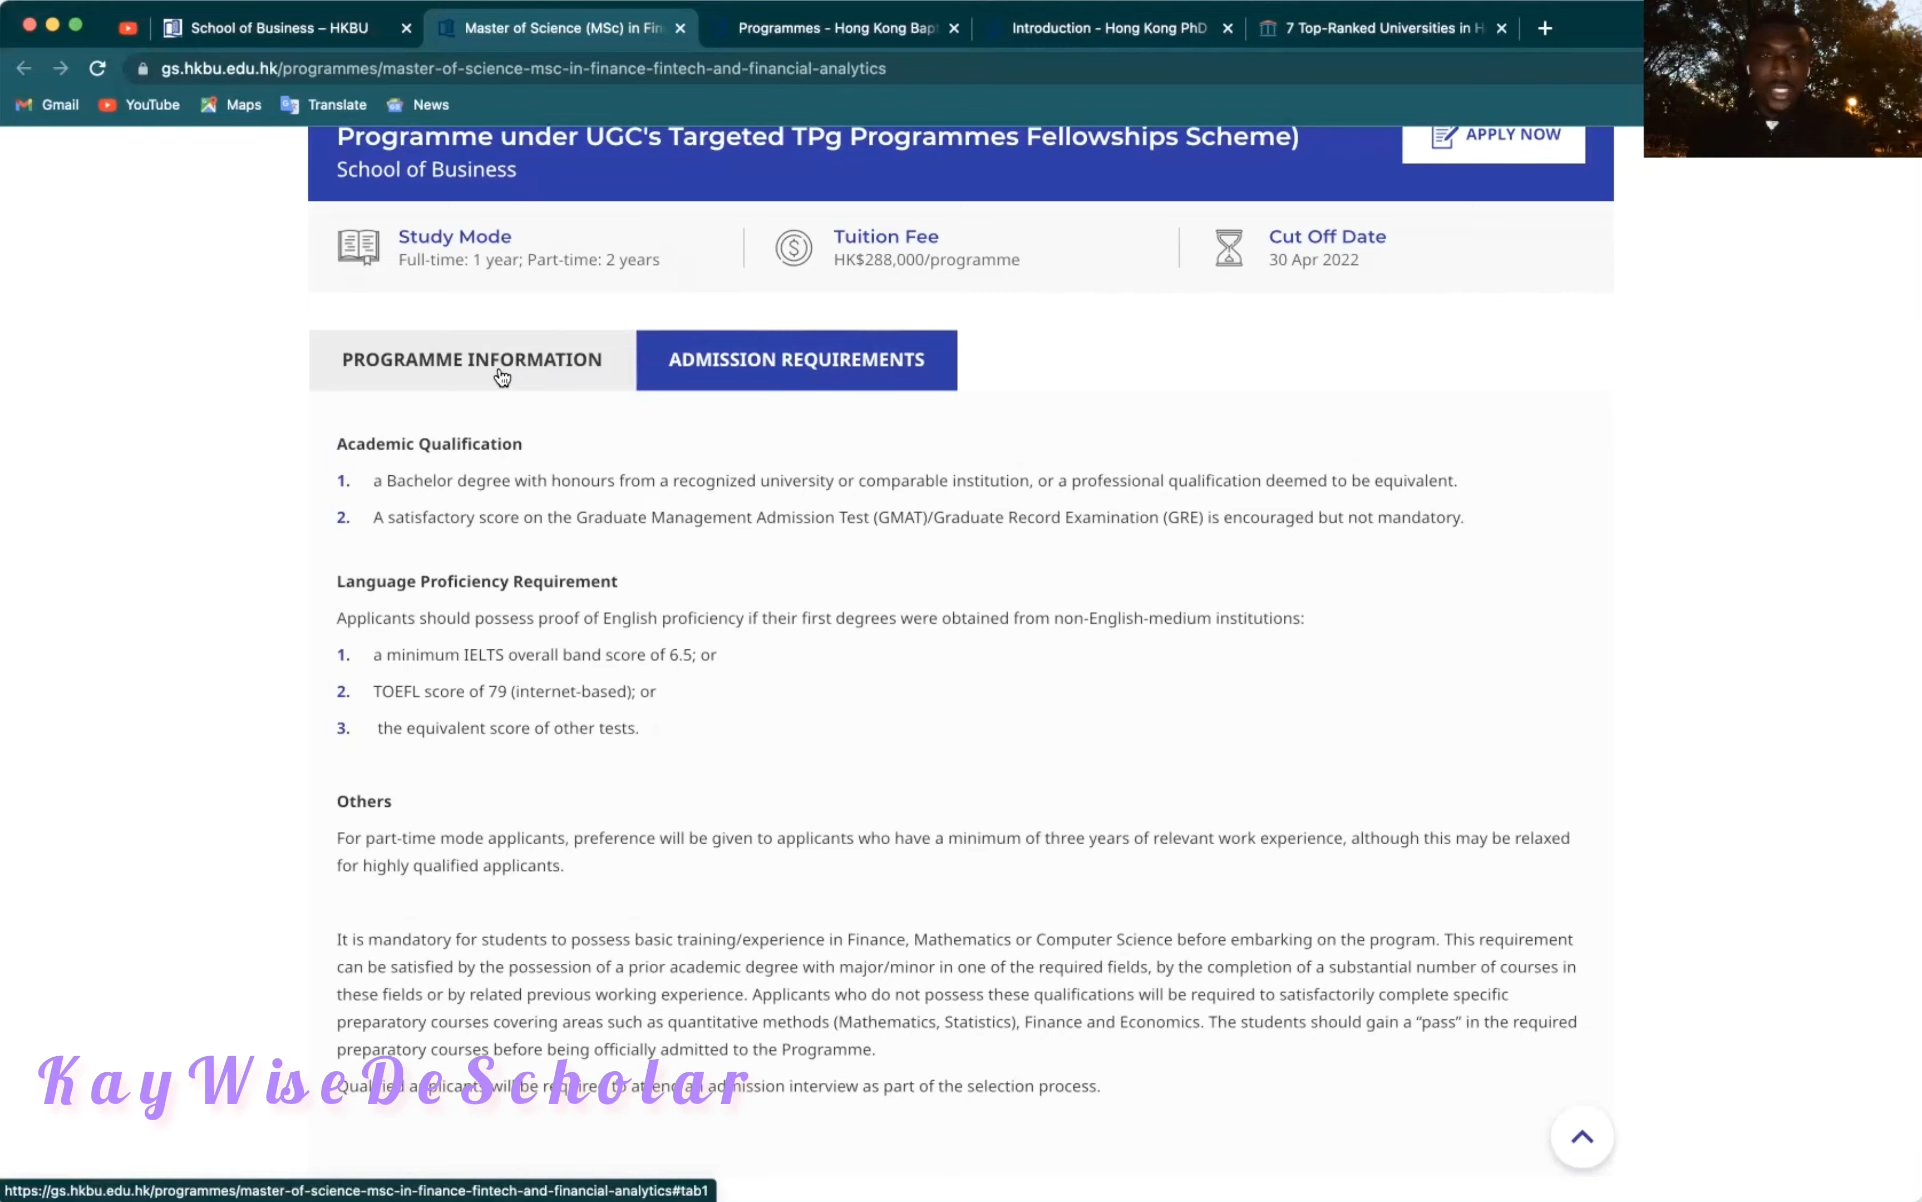 School of Business – HKBU
Master of Science (MSc) in Fin
Programmes - Hong Kong Bap
Introduction - Hong Kong PhD
7 Top-Ranked Universities in H
gs.hkbu.edu.hk/programmes/master-of-science-msc-in-finance-fintech-and-financial-analytics
Gmail
YouTube
Maps
Translate
News
Programme under UGC's Targeted TPg Programmes Fellowships Scheme)
APPLY NOW
School of Business
Study Mode
Full-time: 1 year; Part-time: 2 years
Tuition Fee
HK$288,000/programme
Cut Off Date
30 Apr 2022
PROGRAMME INFORMATION
ADMISSION REQUIREMENTS
Academic Qualification
1. a Bachelor degree with honours from a recognized university or comparable institution, or a professional qualification deemed to be equivalent.
2. A satisfactory score on the Graduate Management Admission Test (GMAT)/Graduate Record Examination (GRE) is encouraged but not mandatory.
Language Proficiency Requirement
Applicants should possess proof of English proficiency if their first degrees were obtained from non-English-medium institutions:
1. a minimum IELTS overall band score of 6.5; or
2. TOEFL score of 79 (internet-based); or
3. the equivalent score of other tests.
Others
For part-time mode applicants, preference will be given to applicants who have a minimum of three years of relevant work experience, although this may be relaxed
for highly qualified applicants.
It is mandatory for students to possess basic training/experience in Finance, Mathematics or Computer Science before embarking on the program. This requirement
can be satisfied by the possession of a prior academic degree with major/minor in one of the required fields, by the completion of a substantial number of courses in
these fields or by related previous working experience. Applicants who do not possess these qualifications will be required to satisfactorily complete specific
preparatory courses covering areas such as quantitative methods (Mathematics, Statistics), Finance and Economics. The students should gain a “pass” in the required
preparatory courses before being officially admitted to the Programme.
Qualified applicants will be required to attend an admission interview as part of the selection process.
KayWiseDeScholar
https://gs.hkbu.edu.hk/programmes/master-of-science-msc-in-finance-fintech-and-financial-analytics#tab1